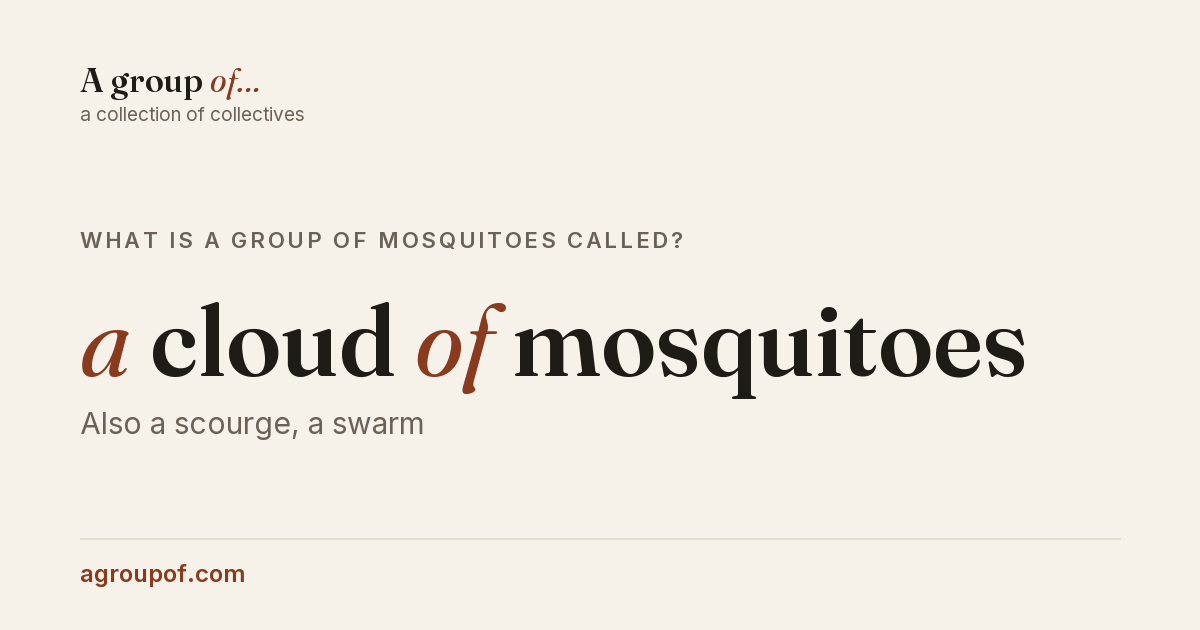 A group of...
a collection of collectives
WHAT IS A GROUP OF MOSQUITOES CALLED?
a cloud of mosquitoes
Also a scourge, a swarm
agroupof.com